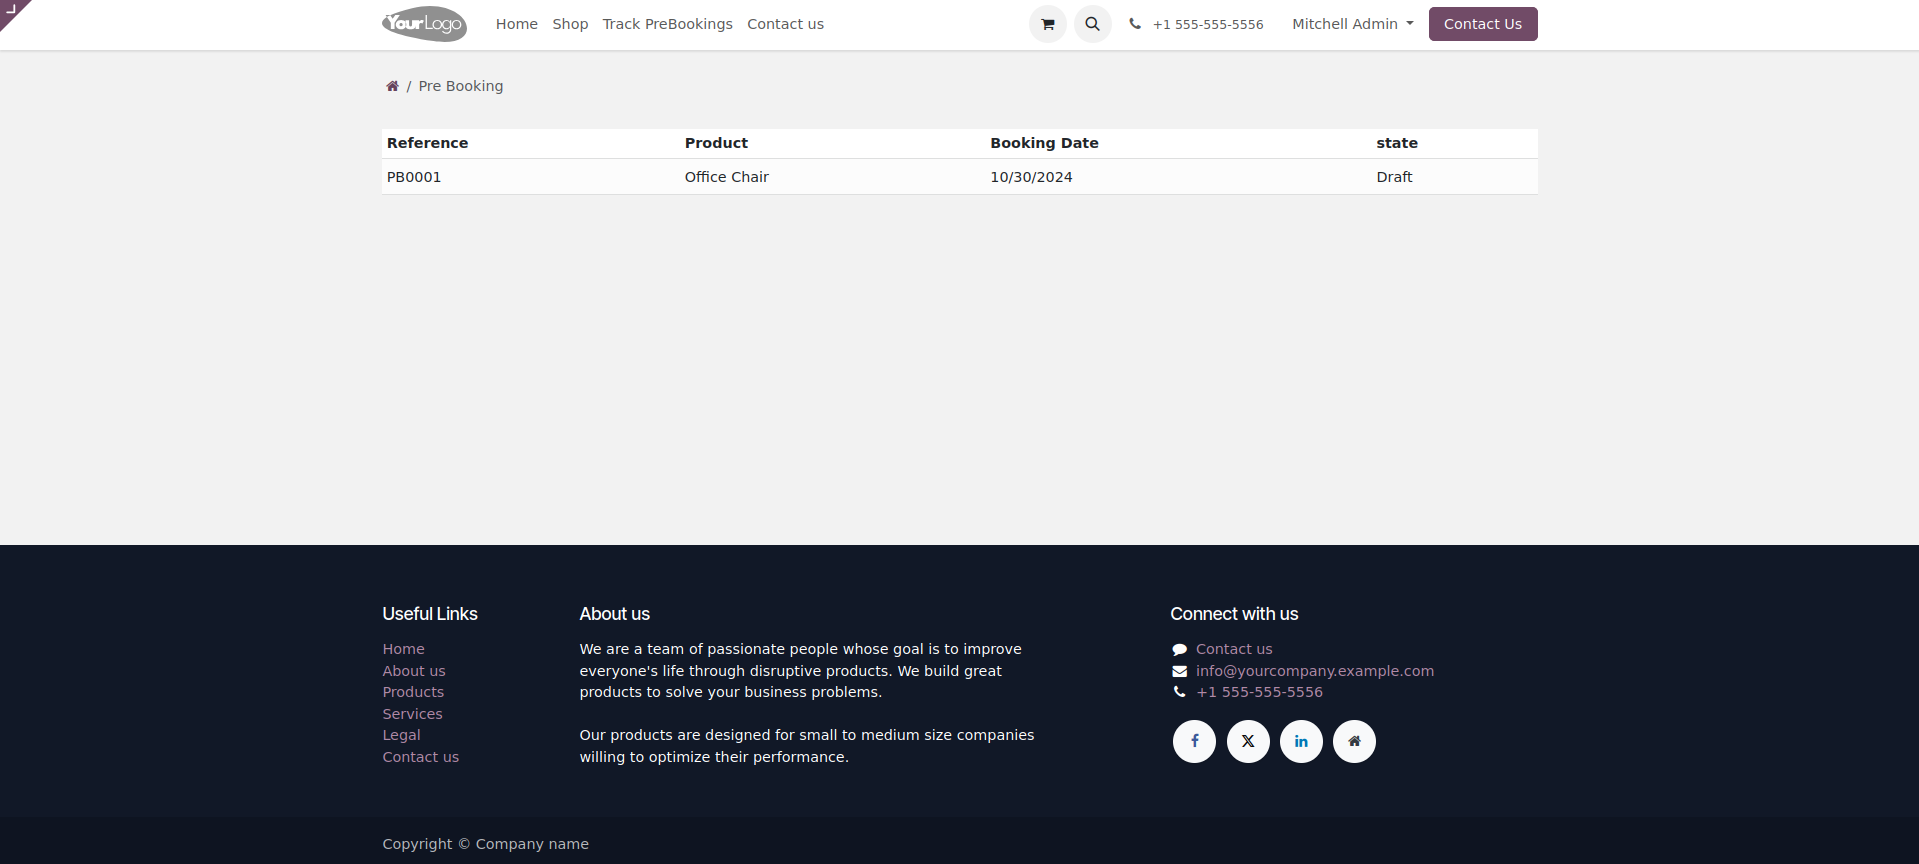 YourLogo Home Shop Track PreBookings Contact us +1 555-555-5556 Mitchell Admin Contact Us
/ Pre Booking
Reference Product Booking Date state
PB0001 Office Chair 10/30/2024 Draft
Useful Links
Home
About us
Products
Services
Legal
Contact us
About us
We are a team of passionate people whose goal is to improve
everyone's life through disruptive products. We build great
products to solve your business problems.
Our products are designed for small to medium size companies
willing to optimize their performance.
Connect with us
Contact us
info@yourcompany.example.com
+1 555-555-5556
Copyright © Company name